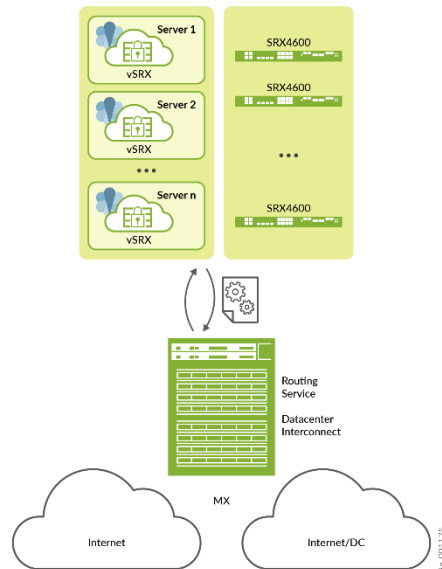 Server 1
vSRX
Server 2
vSRX
Server n
vSRX
SRX4600
SRX4600
SRX4600
Routing
Service
Datacenter
Interconnect
MX
Internet
Internet/DC